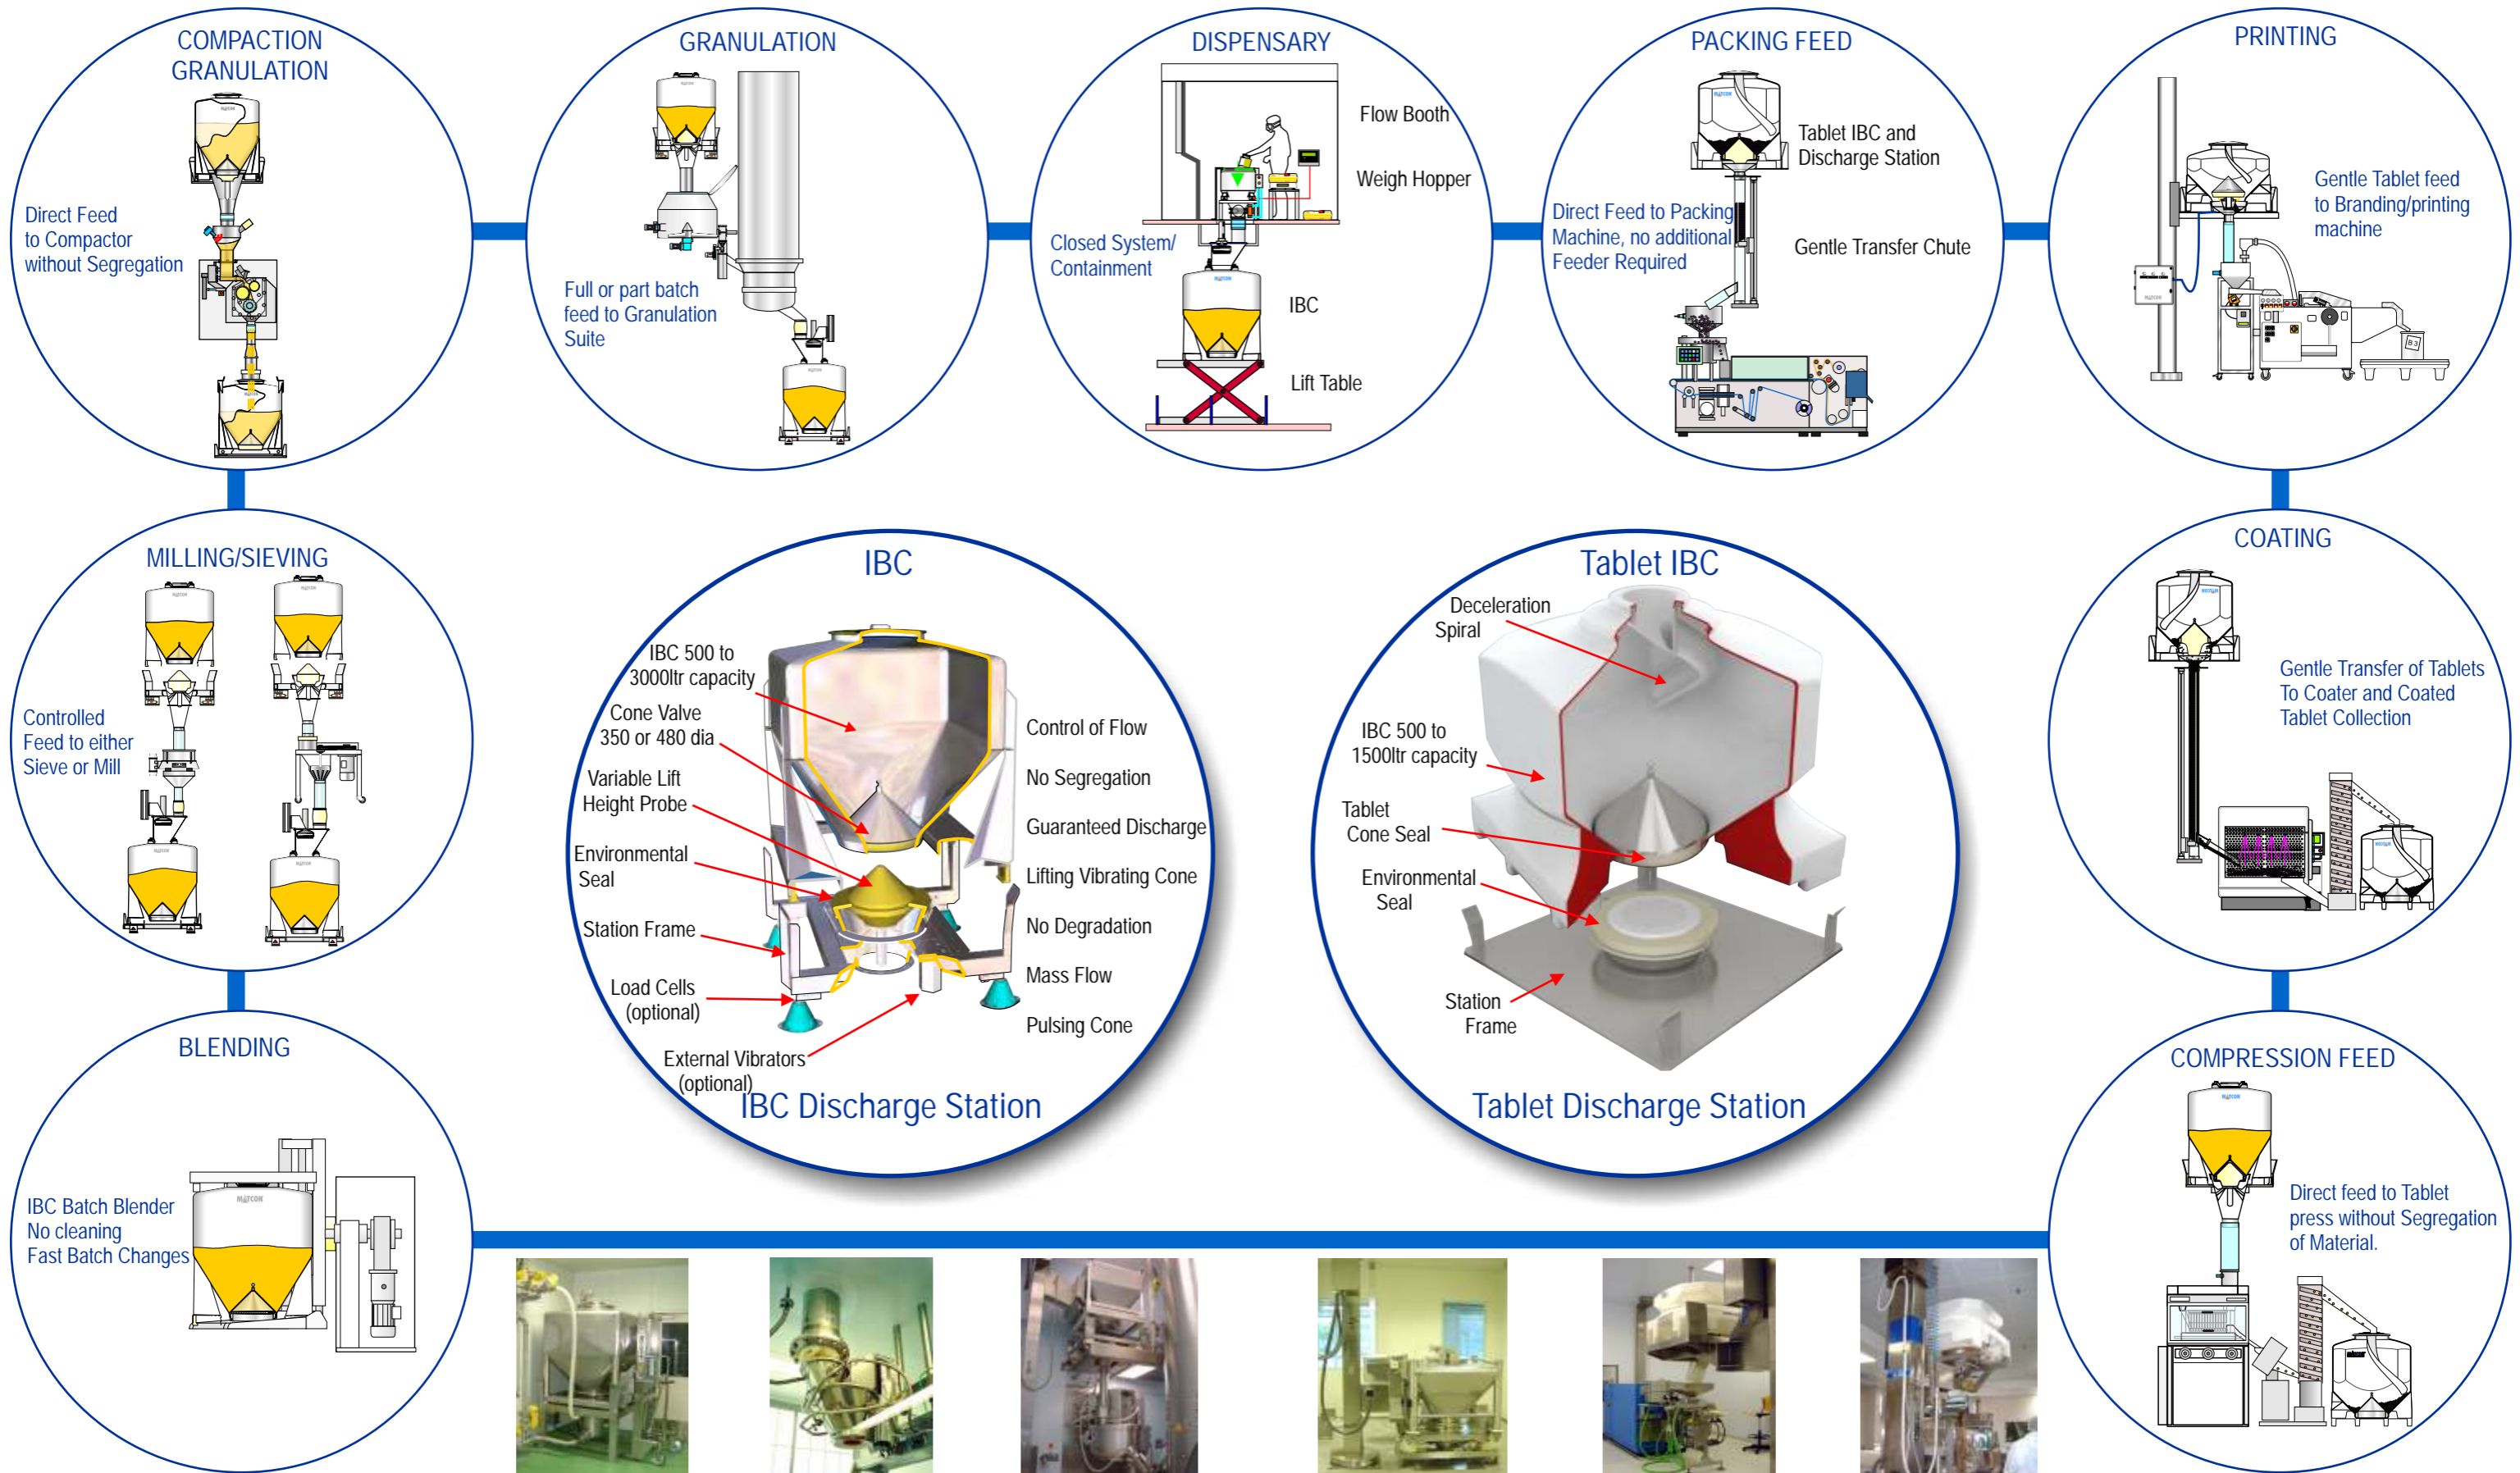 COMPACTION
GRANULATION
Direct Feed
to Compactor
without Segregation
GRANULATION
Full or part batch
feed to Granulation
Suite
DISPENSARY
Flow Booth
Weigh Hopper
Closed System/
Containment
IBC
Lift Table
MATCON
PACKING FEED
MATCON
Tablet IBC and
Discharge Station
Direct Feed to Packing
Machine, no additional
Feeder Required
Gentle Transfer Chute
PRINTING
Gentle Tablet feed
to Branding/printing
machine
B 3
MILLING/SIEVING
Controlled
Feed to either
Sieve or Mill
IBC
IBC 500 to
3000ltr capacity
Cone Valve
350 or 480 dia
Variable Lift
Height Probe
Environmental
Seal
Station Frame
Load Cells
(optional)
External Vibrators
(optional)
Control of Flow
No Segregation
Guaranteed Discharge
Lifting Vibrating Cone
No Degradation
Mass Flow
Pulsing Cone
IBC Discharge Station
Tablet IBC
Deceleration
Spiral
IBC 500 to
1500ltr capacity
Tablet
Cone Seal
Environmental
Seal
Station
Frame
Tablet Discharge Station
COATING
Gentle Transfer of Tablets
To Coater and Coated
Tablet Collection
BLENDING
MATCON
IBC Batch Blender
No cleaning
Fast Batch Changes
COMPRESSION FEED
MATCON
Direct feed to Tablet
press without Segregation
of Material.